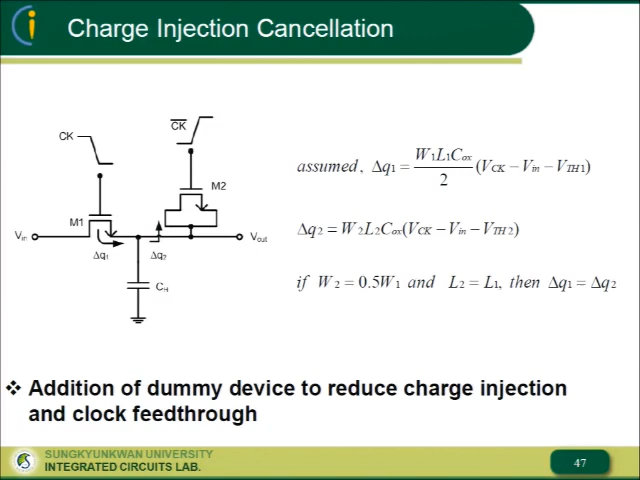 Charge Injection Cancellation
CK
C̅K̅
M2
M1
Vin
Vout
Δq1
Δq2
CH
assumed, Δq1 = W1L1Cox / 2 (VCK − Vin − VTH1)
Δq2 = W2L2Cox(VCK − Vin − VTH2)
if W2 = 0.5W1 and L2 = L1, then Δq1 = Δq2
❖ Addition of dummy device to reduce charge injection
and clock feedthrough
SUNGKYUNKWAN UNIVERSITY
INTEGRATED CIRCUITS LAB.
47